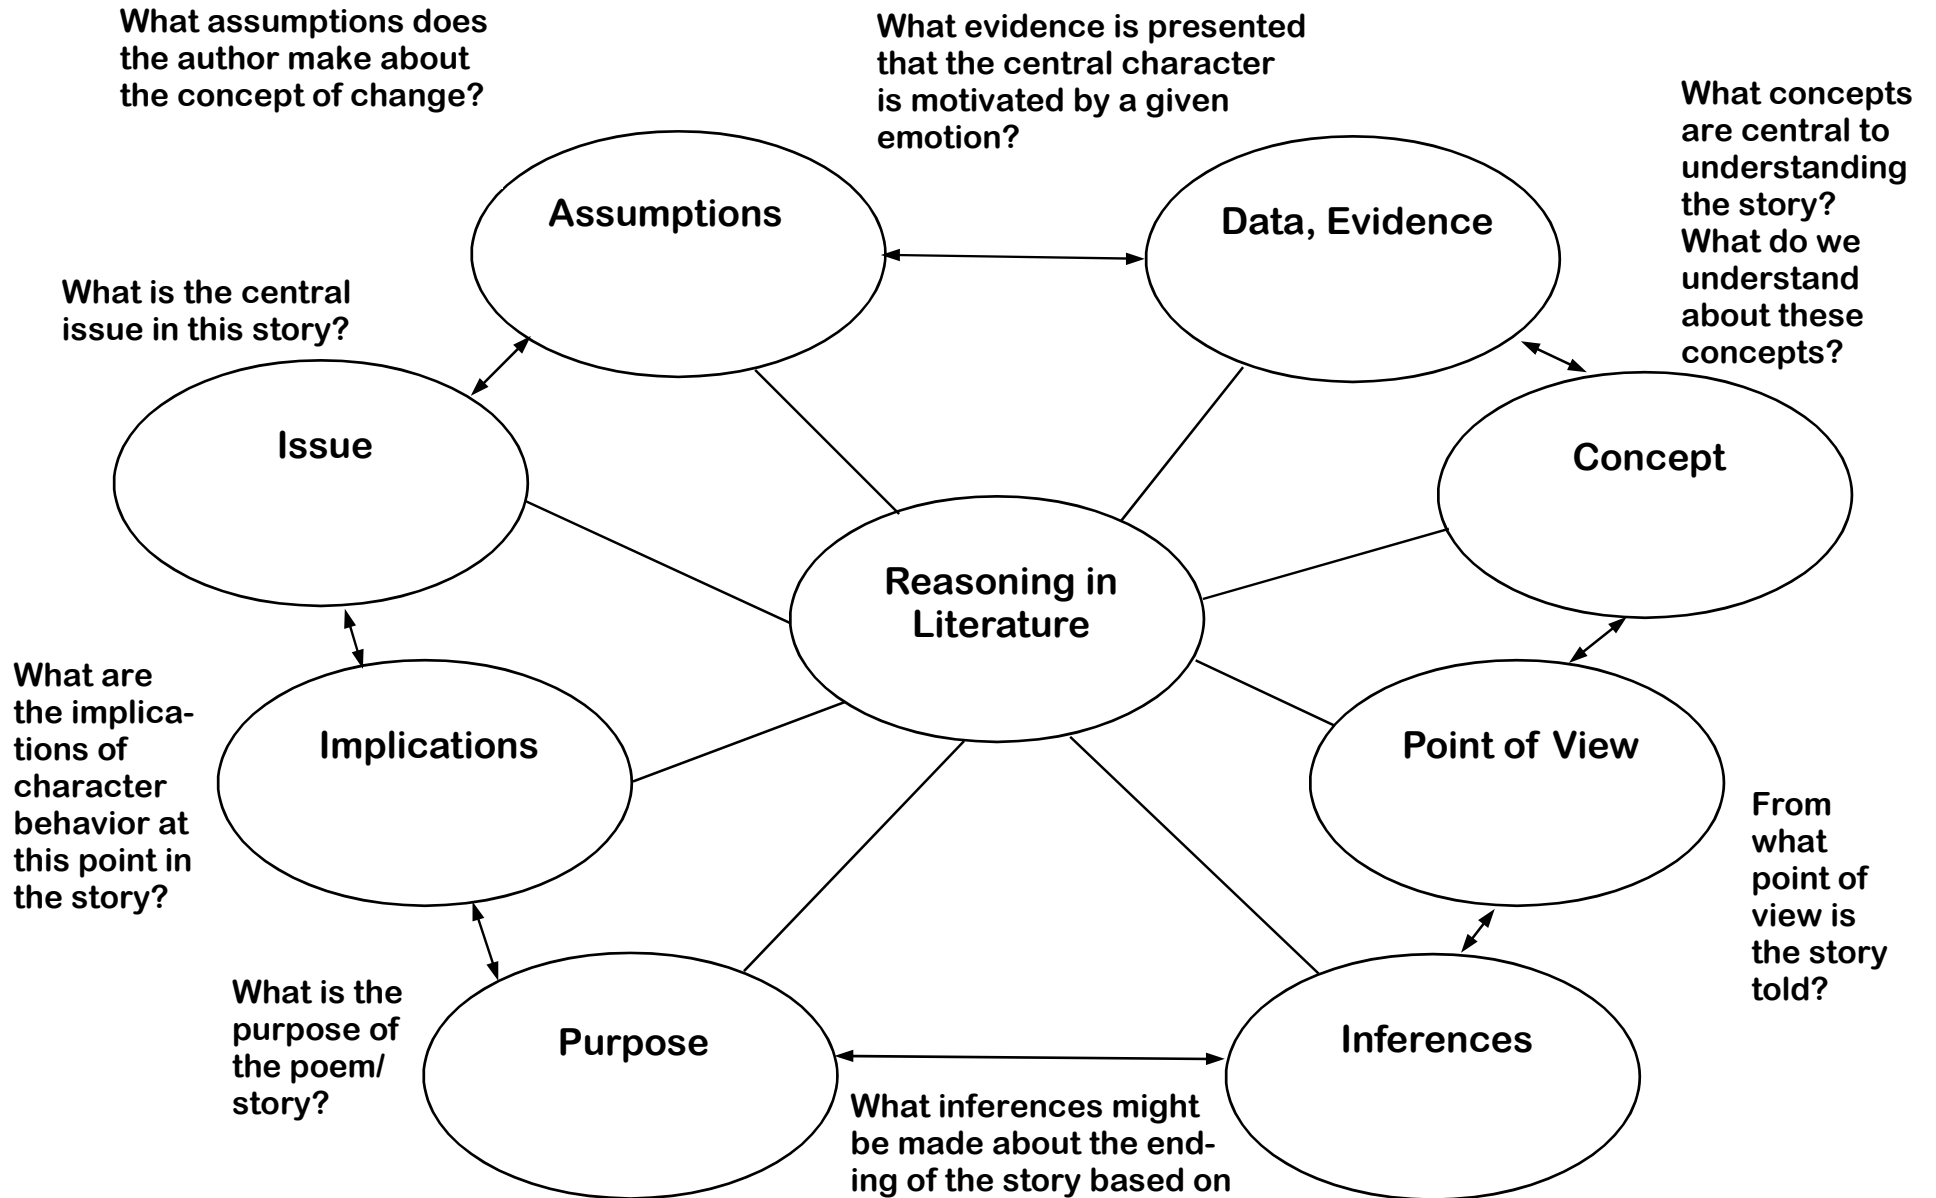 What assumptions does
the author make about
the concept of change?
What evidence is presented
that the central character
is motivated by a given
emotion?
What concepts
are central to
understanding
the story?
What do we
understand
about these
concepts?
Assumptions
Data, Evidence
What is the central
issue in this story?
Issue
Concept
Reasoning in
Literature
What are
the implica-
tions of
character
behavior at
this point in
the story?
Implications
Point of View
From
what
point of
view is
the story
told?
What is the
purpose of
the poem/
story?
Purpose
Inferences
What inferences might
be made about the end-
ing of the story based on